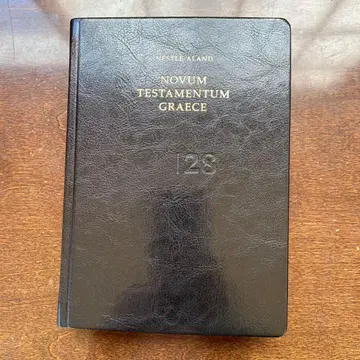 NESTLE-ALAND
NOVUM
TESTAMENTUM
GRAECE
28